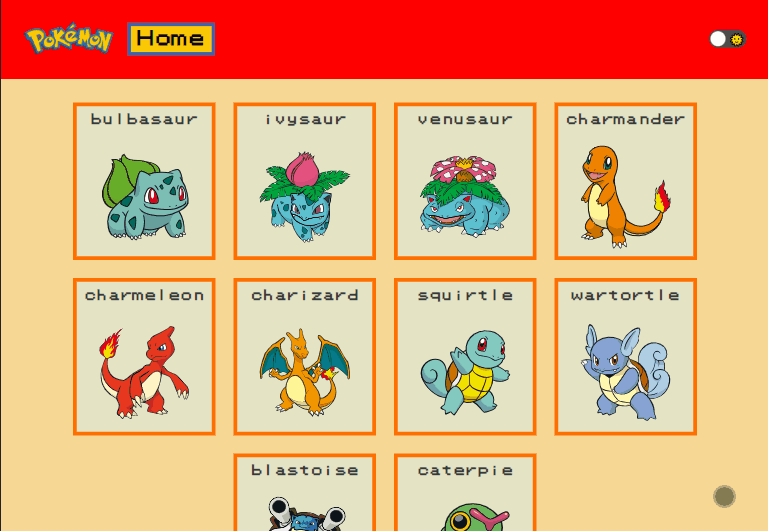 POKéMON
Home
bulbasaur
ivysaur
venusaur
charmander
charmeleon
charizard
squirtle
wartortle
blastoise
caterpie